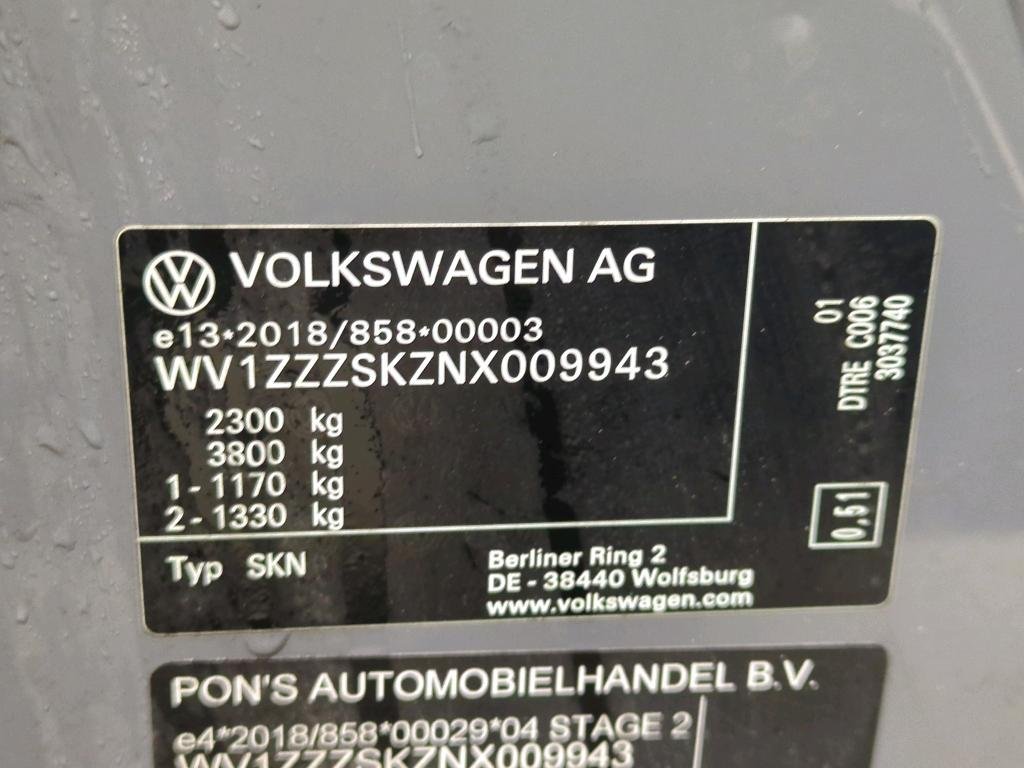 VOLKSWAGEN AG
e13*2018/858*00003
WV1ZZZSKZNX009943
2300 kg
3800 kg
1-1170 kg
2-1330 kg
Typ SKN
Berliner Ring 2
DE - 38440 Wolfsburg
www.volkswagen.com
01
DTRE C006
3037740
0,51
PON'S AUTOMOBIELHANDEL B.V.
e4*2018/858*00029*04 STAGE 2
WV1ZZZSKZNX009943